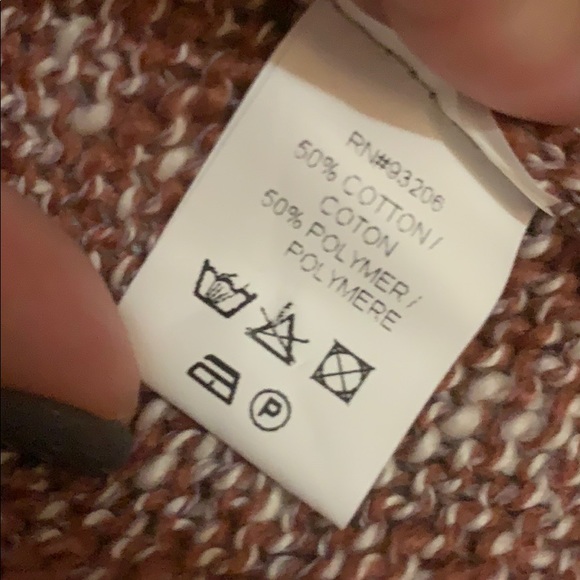 RN#93206
50% COTTON/
COTON
50% POLYMER/
POLYMERE
P